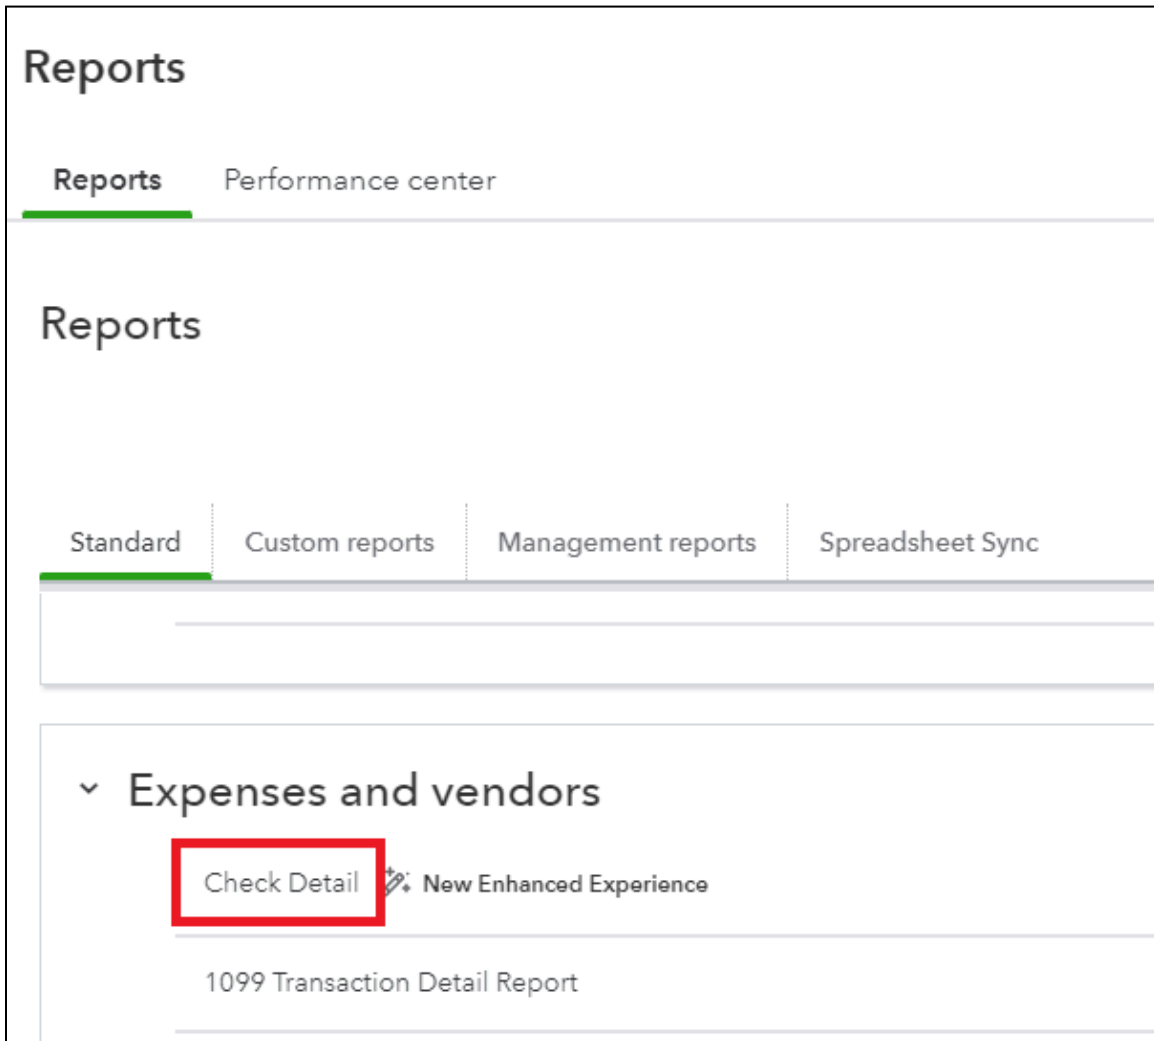 Reports
Reports Performance center
Reports
Standard Custom reports Management reports Spreadsheet Sync
Expenses and vendors
Check Detail New Enhanced Experience
1099 Transaction Detail Report